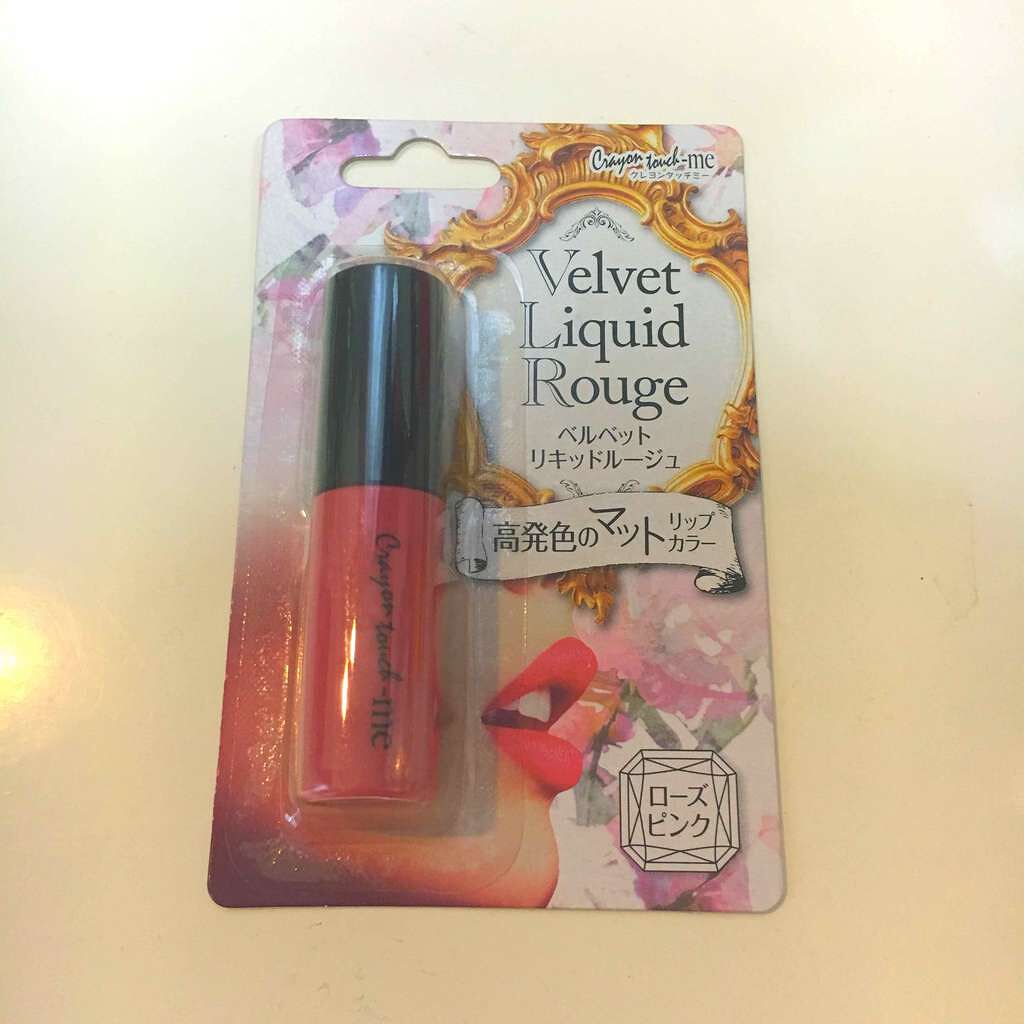 Crayon touch-me
クレヨンタッチミー
Velvet
Liquid
Rouge
ベルベット
リキッドルージュ
高発色のマット リップ
カラー
Crayon touch-me
ローズ
ピンク